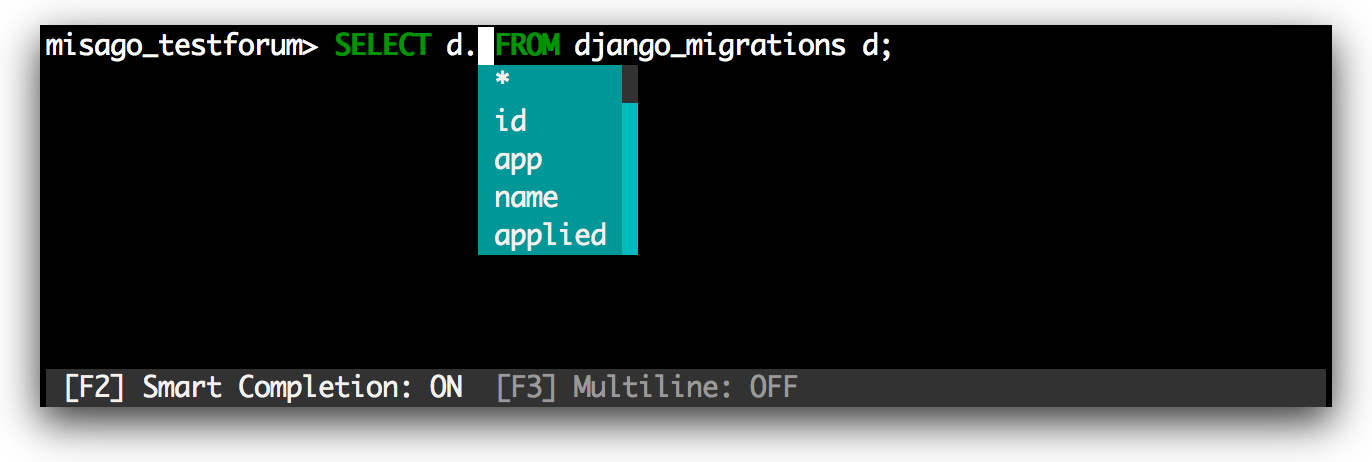 misago_testforum> SELECT d. FROM django_migrations d;
*
id
app
name
applied
[F2] Smart Completion: ON [F3] Multiline: OFF